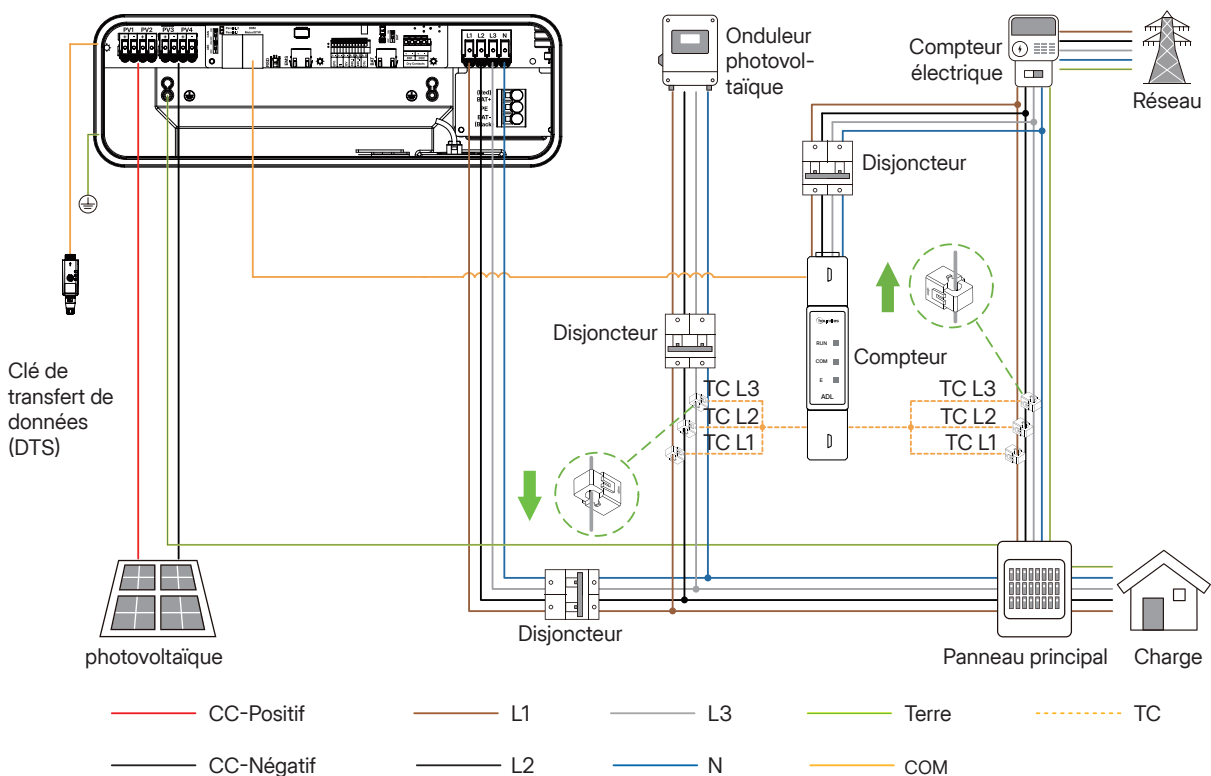 PV1 PV2 PV3 PV4
L1 L2 L3 N
(Red)
BAT+
PE
BAT-
(Black
Onduleur
photovol-
taïque
Compteur
électrique
Réseau
Disjoncteur
Disjoncteur
RUN
COM
E
ADL
Compteur
TC L3
TC L2
TC L1
TC L3
TC L2
TC L1
Clé de
transfert de
données
(DTS)
photovoltaïque
Disjoncteur
Panneau principal
Charge
CC-Positif
L1
L3
Terre
TC
CC-Négatif
L2
N
COM